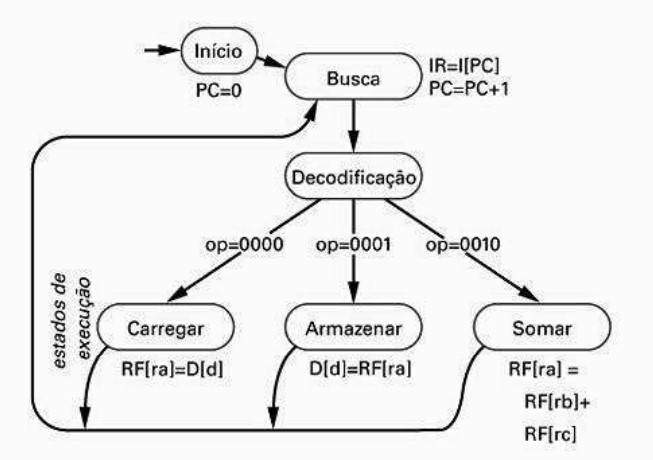 Início
PC=0
Busca
IR=I[PC]
PC=PC+1
Decodificação
op=0000
op=0001
op=0010
estados de
execução
Carregar
RF[ra]=D[d]
Armazenar
D[d]=RF[ra]
Somar
RF[ra] =
RF[rb]+
RF[rc]